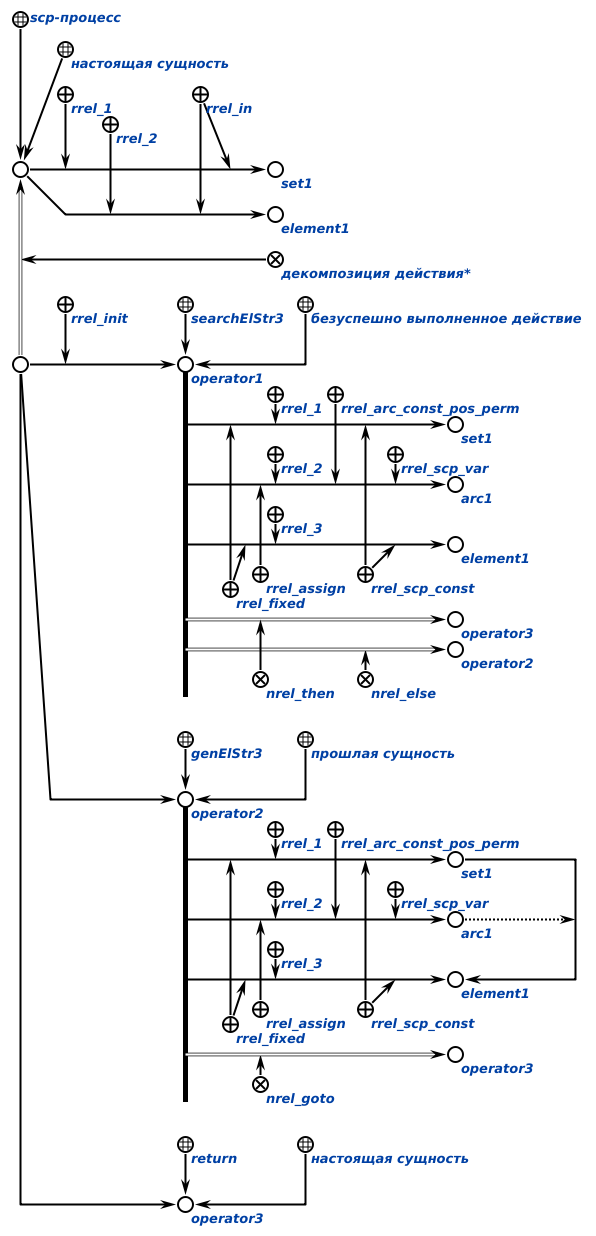 scp-процесс
настоящая сущность
rrel_1
rrel_in
rrel_2
set1
element1
декомпозиция действия*
rrel_init
searchElStr3
безуспешно выполненное действие
operator1
rrel_1
rrel_arc_const_pos_perm
set1
rrel_2
rrel_scp_var
arc1
rrel_3
element1
rrel_assign
rrel_scp_const
rrel_fixed
operator3
operator2
nrel_then
nrel_else
genElStr3
прошлая сущность
operator2
rrel_1
rrel_arc_const_pos_perm
set1
rrel_2
rrel_scp_var
arc1
rrel_3
element1
rrel_assign
rrel_scp_const
rrel_fixed
operator3
nrel_goto
return
настоящая сущность
operator3